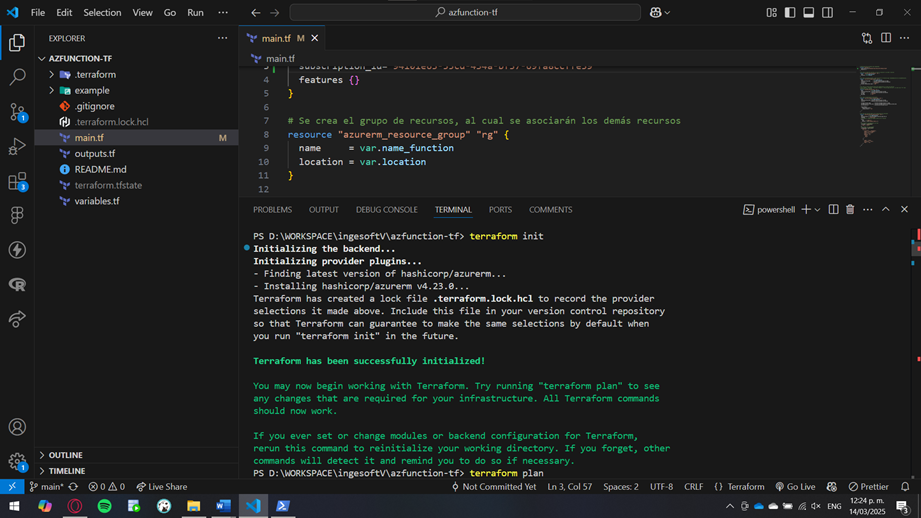 File Edit Selection View Go Run ...
azfunction-tf
EXPLORER ...
AZFUNCTION-TF
.terraform
example
.gitignore
.terraform.lock.hcl
main.tf M
outputs.tf
README.md
terraform.tfstate
variables.tf
OUTLINE
TIMELINE
main.tf M
main.tf
4 features {}
5 }
6
7 # Se crea el grupo de recursos, al cual se asociarán los demás recursos
8 resource "azurerm_resource_group" "rg" {
9 name = var.name_function
10 location = var.location
11 }
12
PROBLEMS OUTPUT DEBUG CONSOLE TERMINAL PORTS COMMENTS powershell
PS D:\WORKSPACE\ingesoftV\azfunction-tf> terraform init
Initializing the backend...
Initializing provider plugins...
- Finding latest version of hashicorp/azurerm...
- Installing hashicorp/azurerm v4.23.0...
Terraform has created a lock file .terraform.lock.hcl to record the provider
selections it made above. Include this file in your version control repository
so that Terraform can guarantee to make the same selections by default when
you run "terraform init" in the future.
Terraform has been successfully initialized!
You may now begin working with Terraform. Try running "terraform plan" to see
any changes that are required for your infrastructure. All Terraform commands
should now work.
If you ever set or change modules or backend configuration for Terraform,
rerun this command to reinitialize your working directory. If you forget, other
commands will detect it and remind you to do so if necessary.
PS D:\WORKSPACE\ingesoftV\azfunction-tf> terraform plan
main* 0 0 Live Share Not Committed Yet Ln 3, Col 57 Spaces: 2 UTF-8 CRLF {} Terraform Go Live Prettier
ENG 12:24 p. m.
14/03/2025